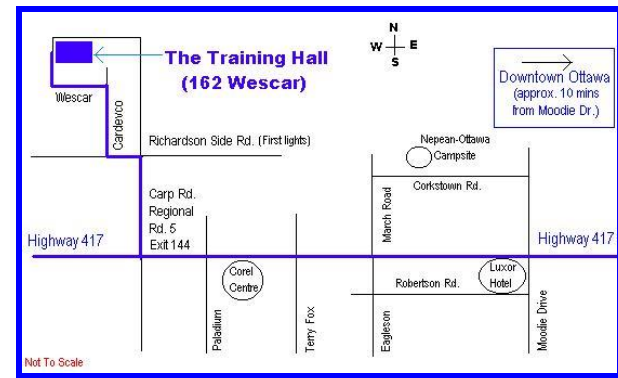 N
W E
S
The Training Hall
(162 Wescar)
Downtown Ottawa
(approx. 10 mins
from Moodie Dr.)
Wescar
Cardevco
Richardson Side Rd. (First lights)
Nepean-Ottawa
Campsite
Corkstown Rd.
March Road
Carp Rd.
Regional
Rd. 5
Exit 144
Highway 417
Highway 417
Corel
Centre
Luxor
Hotel
Robertson Rd.
Paladium
Terry Fox
Eagleson
Moodie Drive
Not To Scale